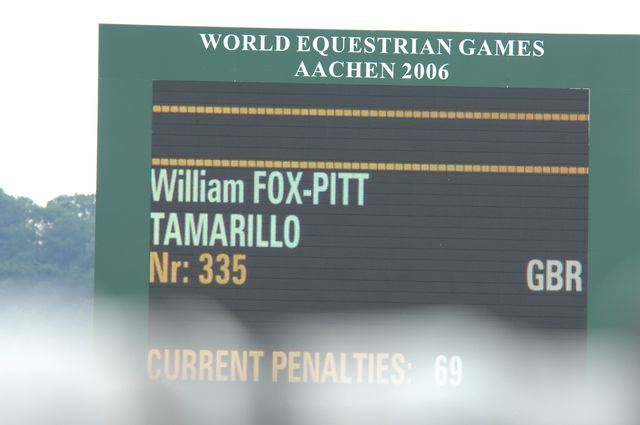 WORLD EQUESTRIAN GAMES
AACHEN 2006
William FOX-PITT
TAMARILLO
Nr: 335 GBR
CURRENT PENALTIES: 69